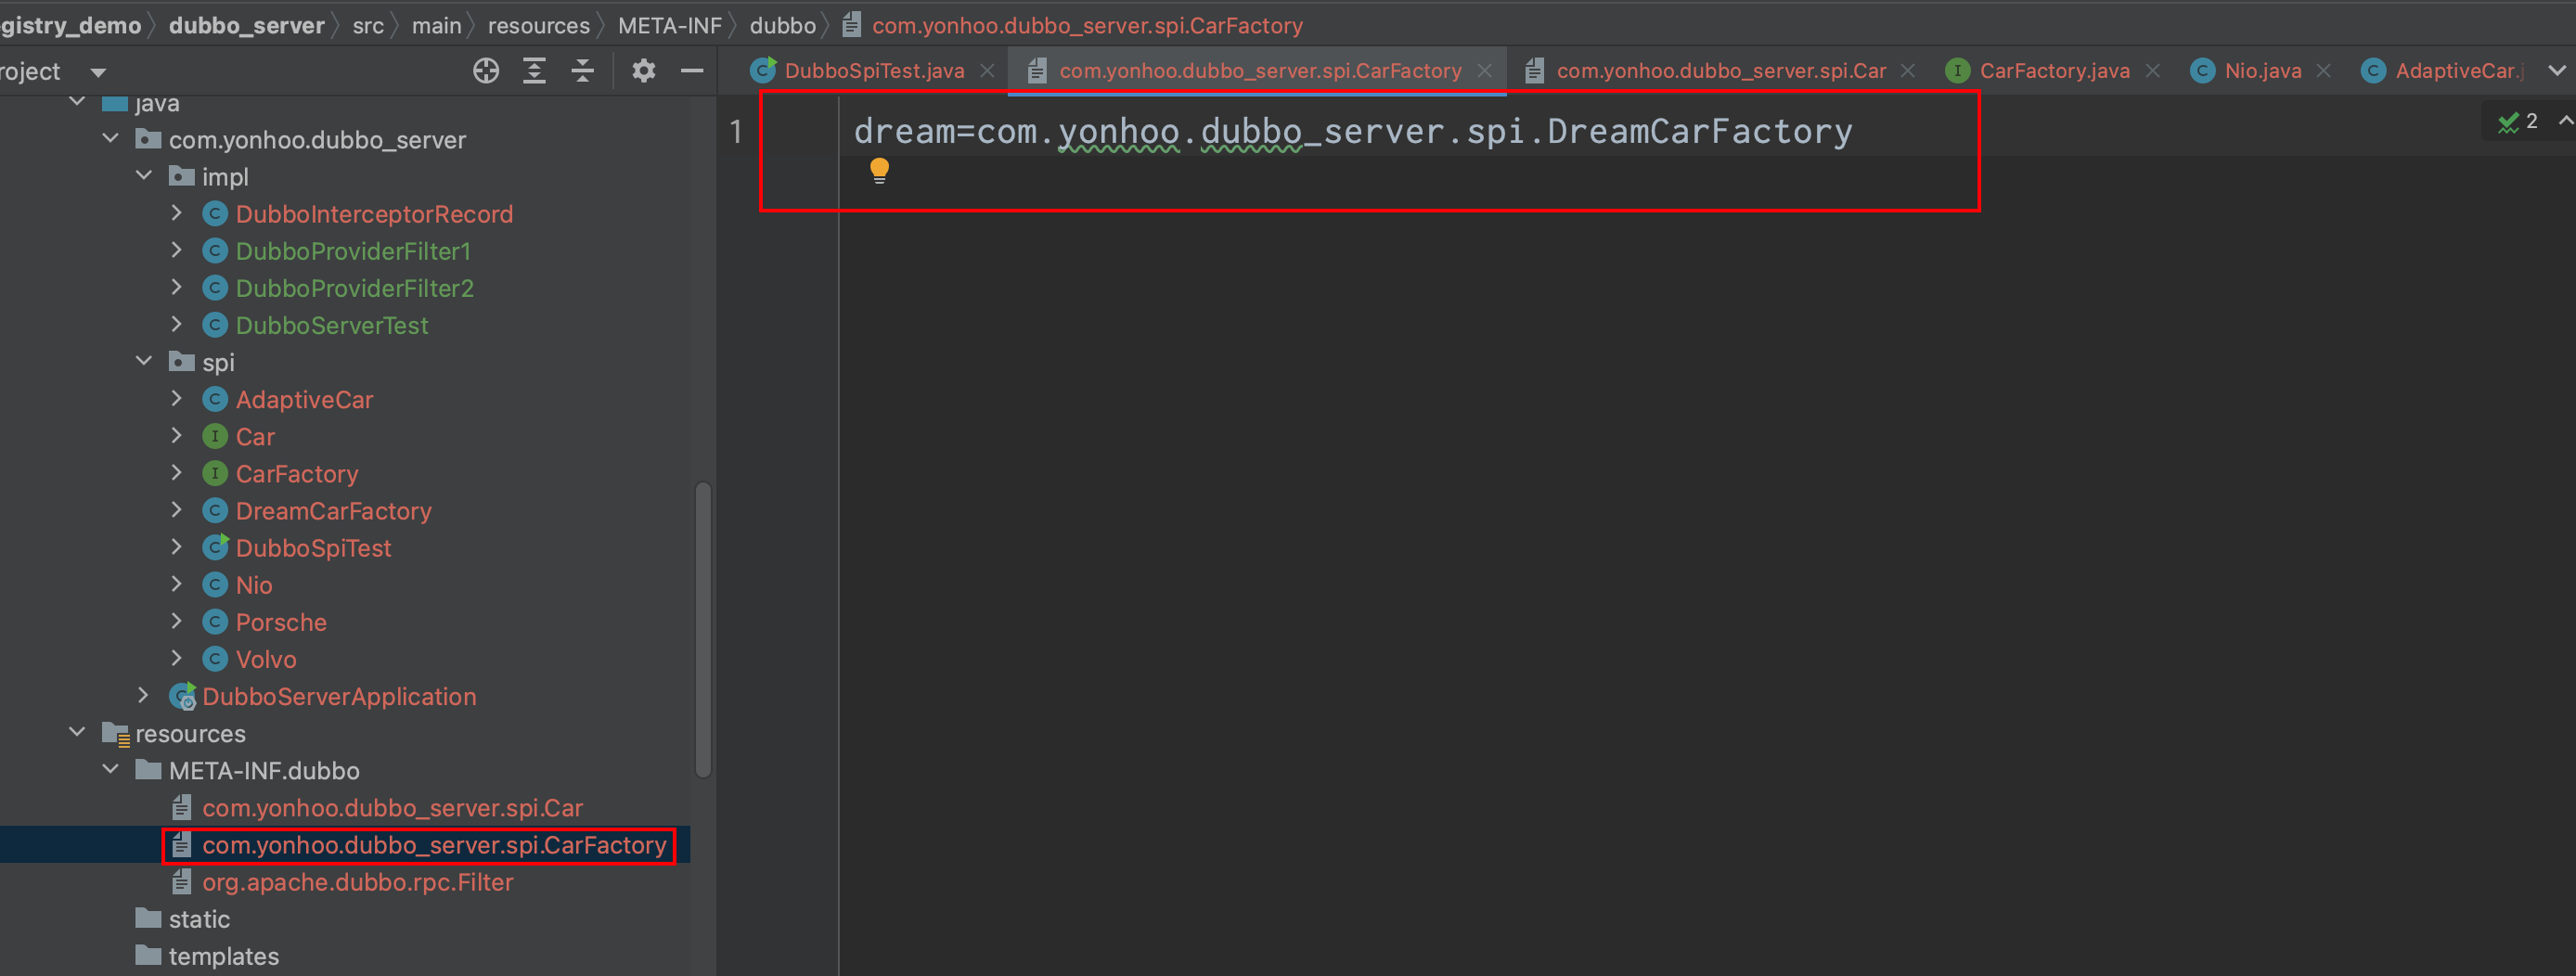 gistry_demo dubbo_server src main resources META-INF dubbo com.yonhoo.dubbo_server.spi.CarFactory
roject
DubboSpiTest.java com.yonhoo.dubbo_server.spi.CarFactory com.yonhoo.dubbo_server.spi.Car CarFactory.java Nio.java AdaptiveCar.j
java
com.yonhoo.dubbo_server
impl
DubboInterceptorRecord
DubboProviderFilter1
DubboProviderFilter2
DubboServerTest
spi
AdaptiveCar
Car
CarFactory
DreamCarFactory
DubboSpiTest
Nio
Porsche
Volvo
DubboServerApplication
resources
META-INF.dubbo
com.yonhoo.dubbo_server.spi.Car
com.yonhoo.dubbo_server.spi.CarFactory
org.apache.dubbo.rpc.Filter
static
templates
1 dream=com.yonhoo.dubbo_server.spi.DreamCarFactory
2